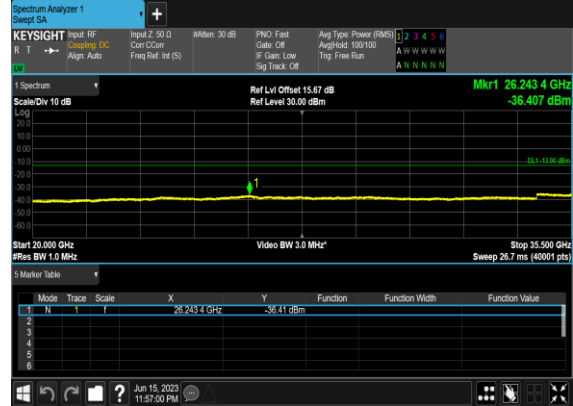 Spectrum Analyzer 1
Swept SA
+
KEYSIGHT Input: RF Input Z: 50 Ω #Atten: 30 dB PNO: Fast Avg Type: Power (RMS) 1 2 3 4 5 6
R T Coupling: DC Corr CCorr Gate: Off Avg|Hold: 100/100 A W W W W W
Align: Auto Freq Ref: Int (S) IF Gain: Low Trig: Free Run
LU Sig Track: Off A N N N N N
1 Spectrum Ref Lvl Offset 15.67 dB Mkr1 26.243 4 GHz
Scale/Div 10 dB Ref Level 30.00 dBm -36.407 dBm
Log
20.0
10.0
0.00
-10.0 DL1 -13.00 dBm
-20.0
-30.0 1
-40.0
-50.0
-60.0
Start 20.000 GHz Video BW 3.0 MHz* Stop 35.500 GHz
#Res BW 1.0 MHz Sweep 26.7 ms (40001 pts)
5 Marker Table
Mode Trace Scale X Y Function Function Width Function Value
1 N 1 f 26.243 4 GHz -36.41 dBm
2
3
4
5
6
? Jun 15, 2023
11:57:00 PM